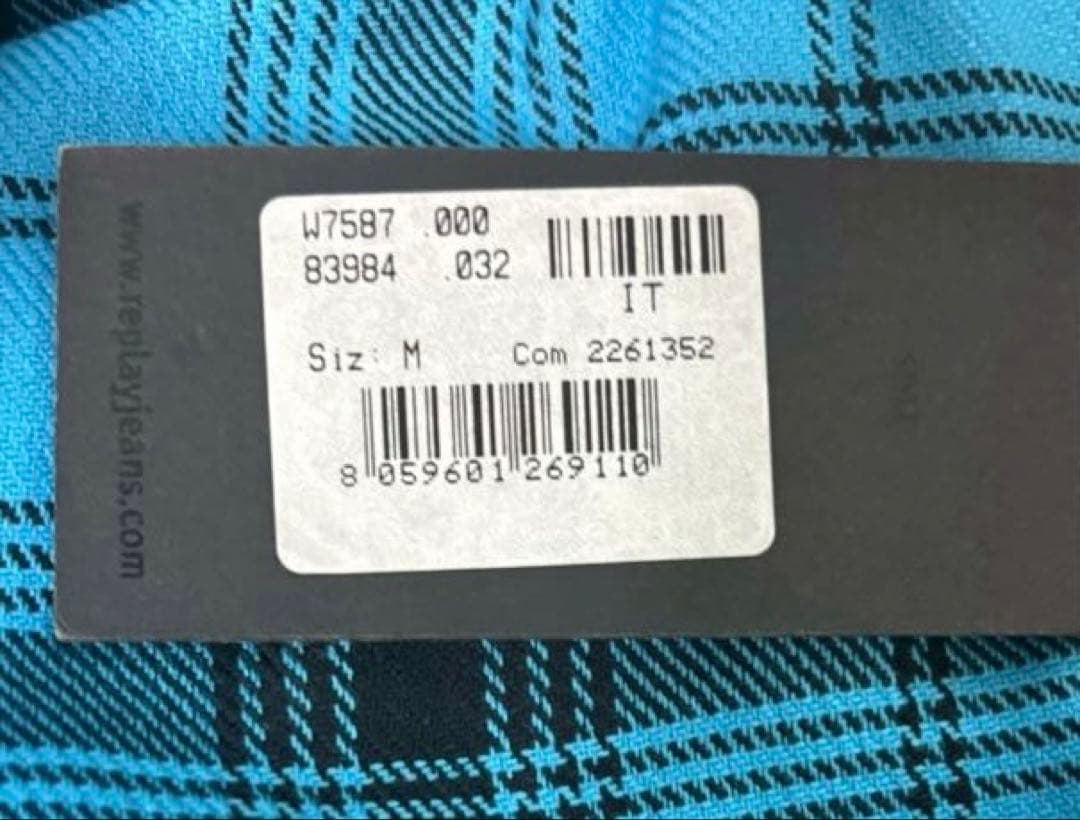 www.replayjeans.com
W7587 .000
83984 .032
IT
Siz: M Com 2261352
8 059601 269110